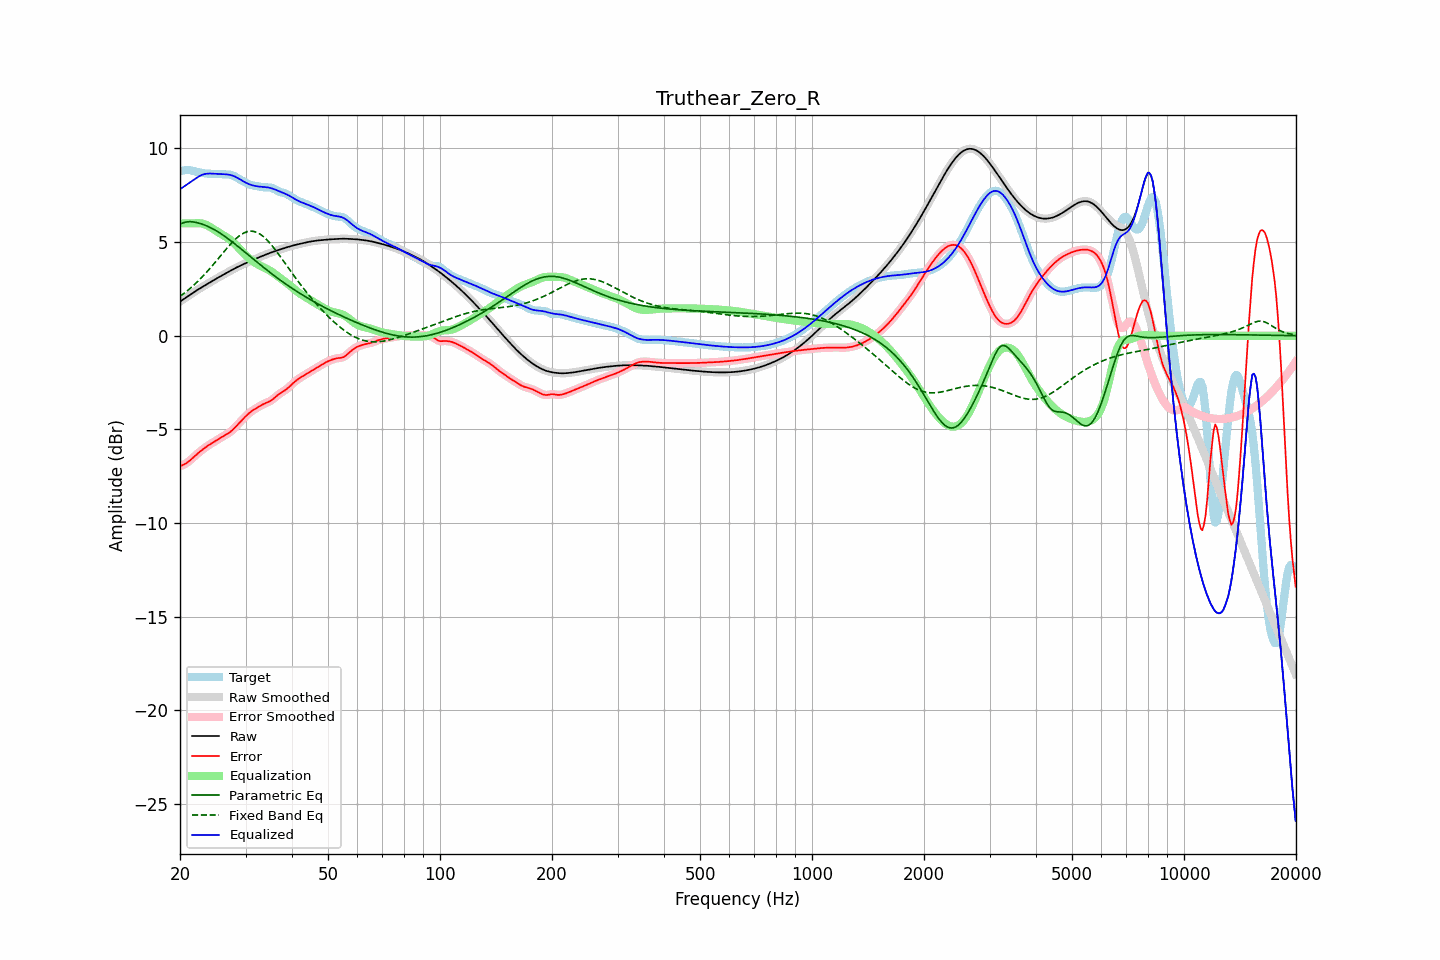 Truthear_Zero_R
10
5
0
−5
−10
−15
−20
−25
Amplitude (dBr)
Target
Raw Smoothed
Error Smoothed
Raw
Error
Equalization
Parametric Eq
Fixed Band Eq
Equalized
20 50 100 200 500 1000 2000 5000 10000 20000
Frequency (Hz)